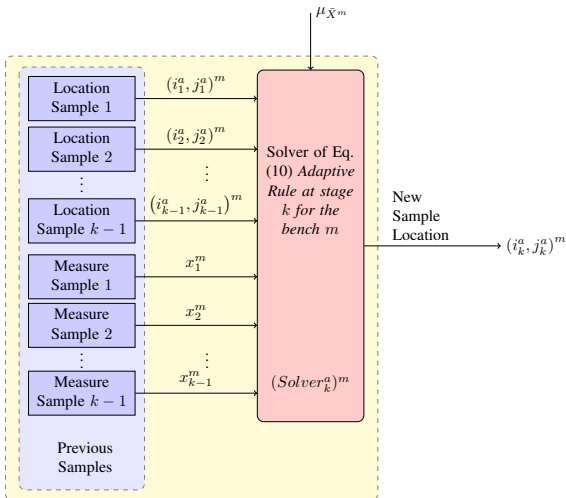 μ_{X̄^m}
Location
Sample 1
(i_1^a, j_1^a)^m
Location
Sample 2
(i_2^a, j_2^a)^m
⋮
⋮
Location
Sample k − 1
(i_{k−1}^a, j_{k−1}^a)^m
Measure
Sample 1
x_1^m
Measure
Sample 2
x_2^m
⋮
⋮
Measure
Sample k − 1
x_{k−1}^m
Previous
Samples
Solver of Eq.
(10) Adaptive
Rule at stage
k for the
bench m
(Solver_k^a)^m
New
Sample
Location
(i_k^a, j_k^a)^m